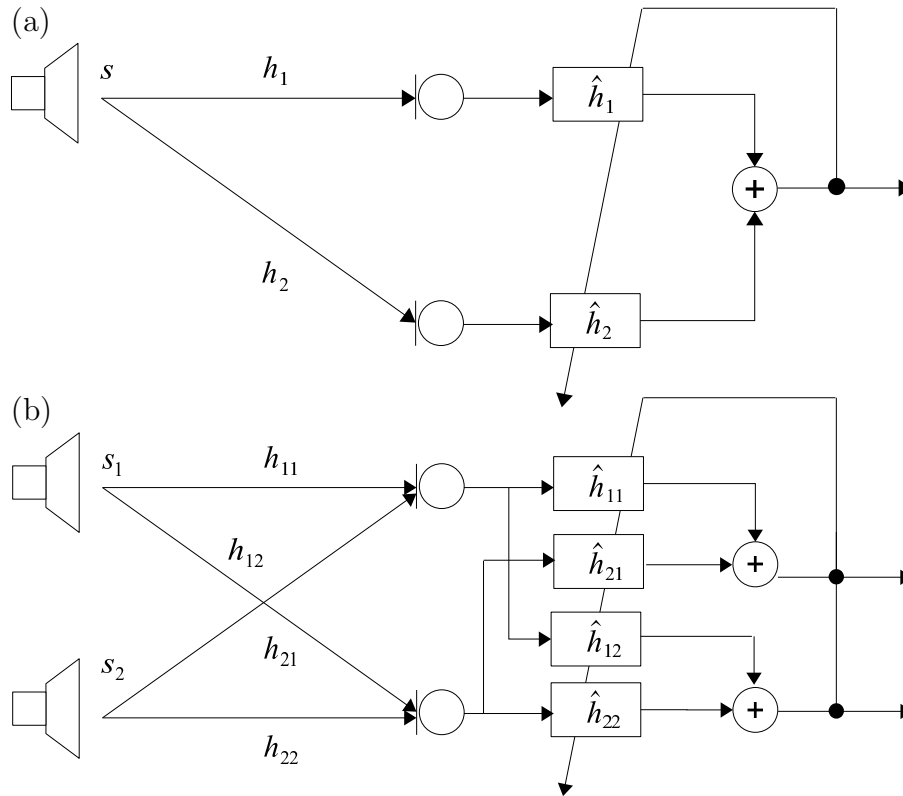 (a)
s
h₁
ĥ₁
+
h₂
ĥ₂
(b)
s₁
h₁₁
ĥ₁₁
h₁₂
ĥ₂₁
+
s₂
h₂₁
ĥ₁₂
h₂₂
ĥ₂₂
+